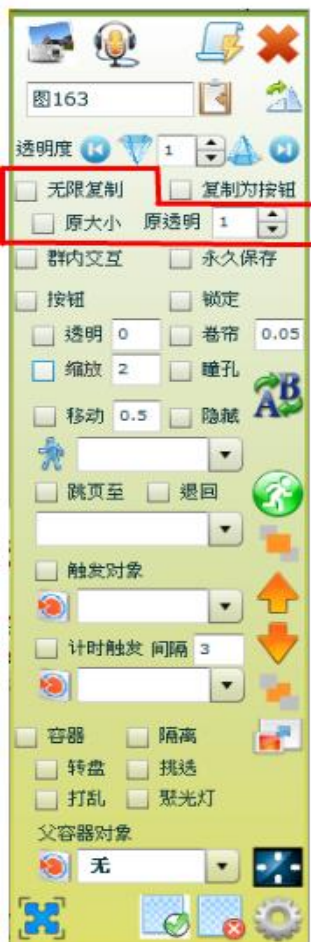 图163
透明度 1
无限复制 复制为按钮
原大小 原透明 1
群内交互 永久保存
按钮 锁定
透明 0 卷帘 0.05
缩放 2 瞳孔
移动 0.5 隐藏
AB
跳页至 退回
触发对象
计时触发 间隔 3
容器 隔离
转盘 挑选
打乱 聚光灯
父容器对象
无